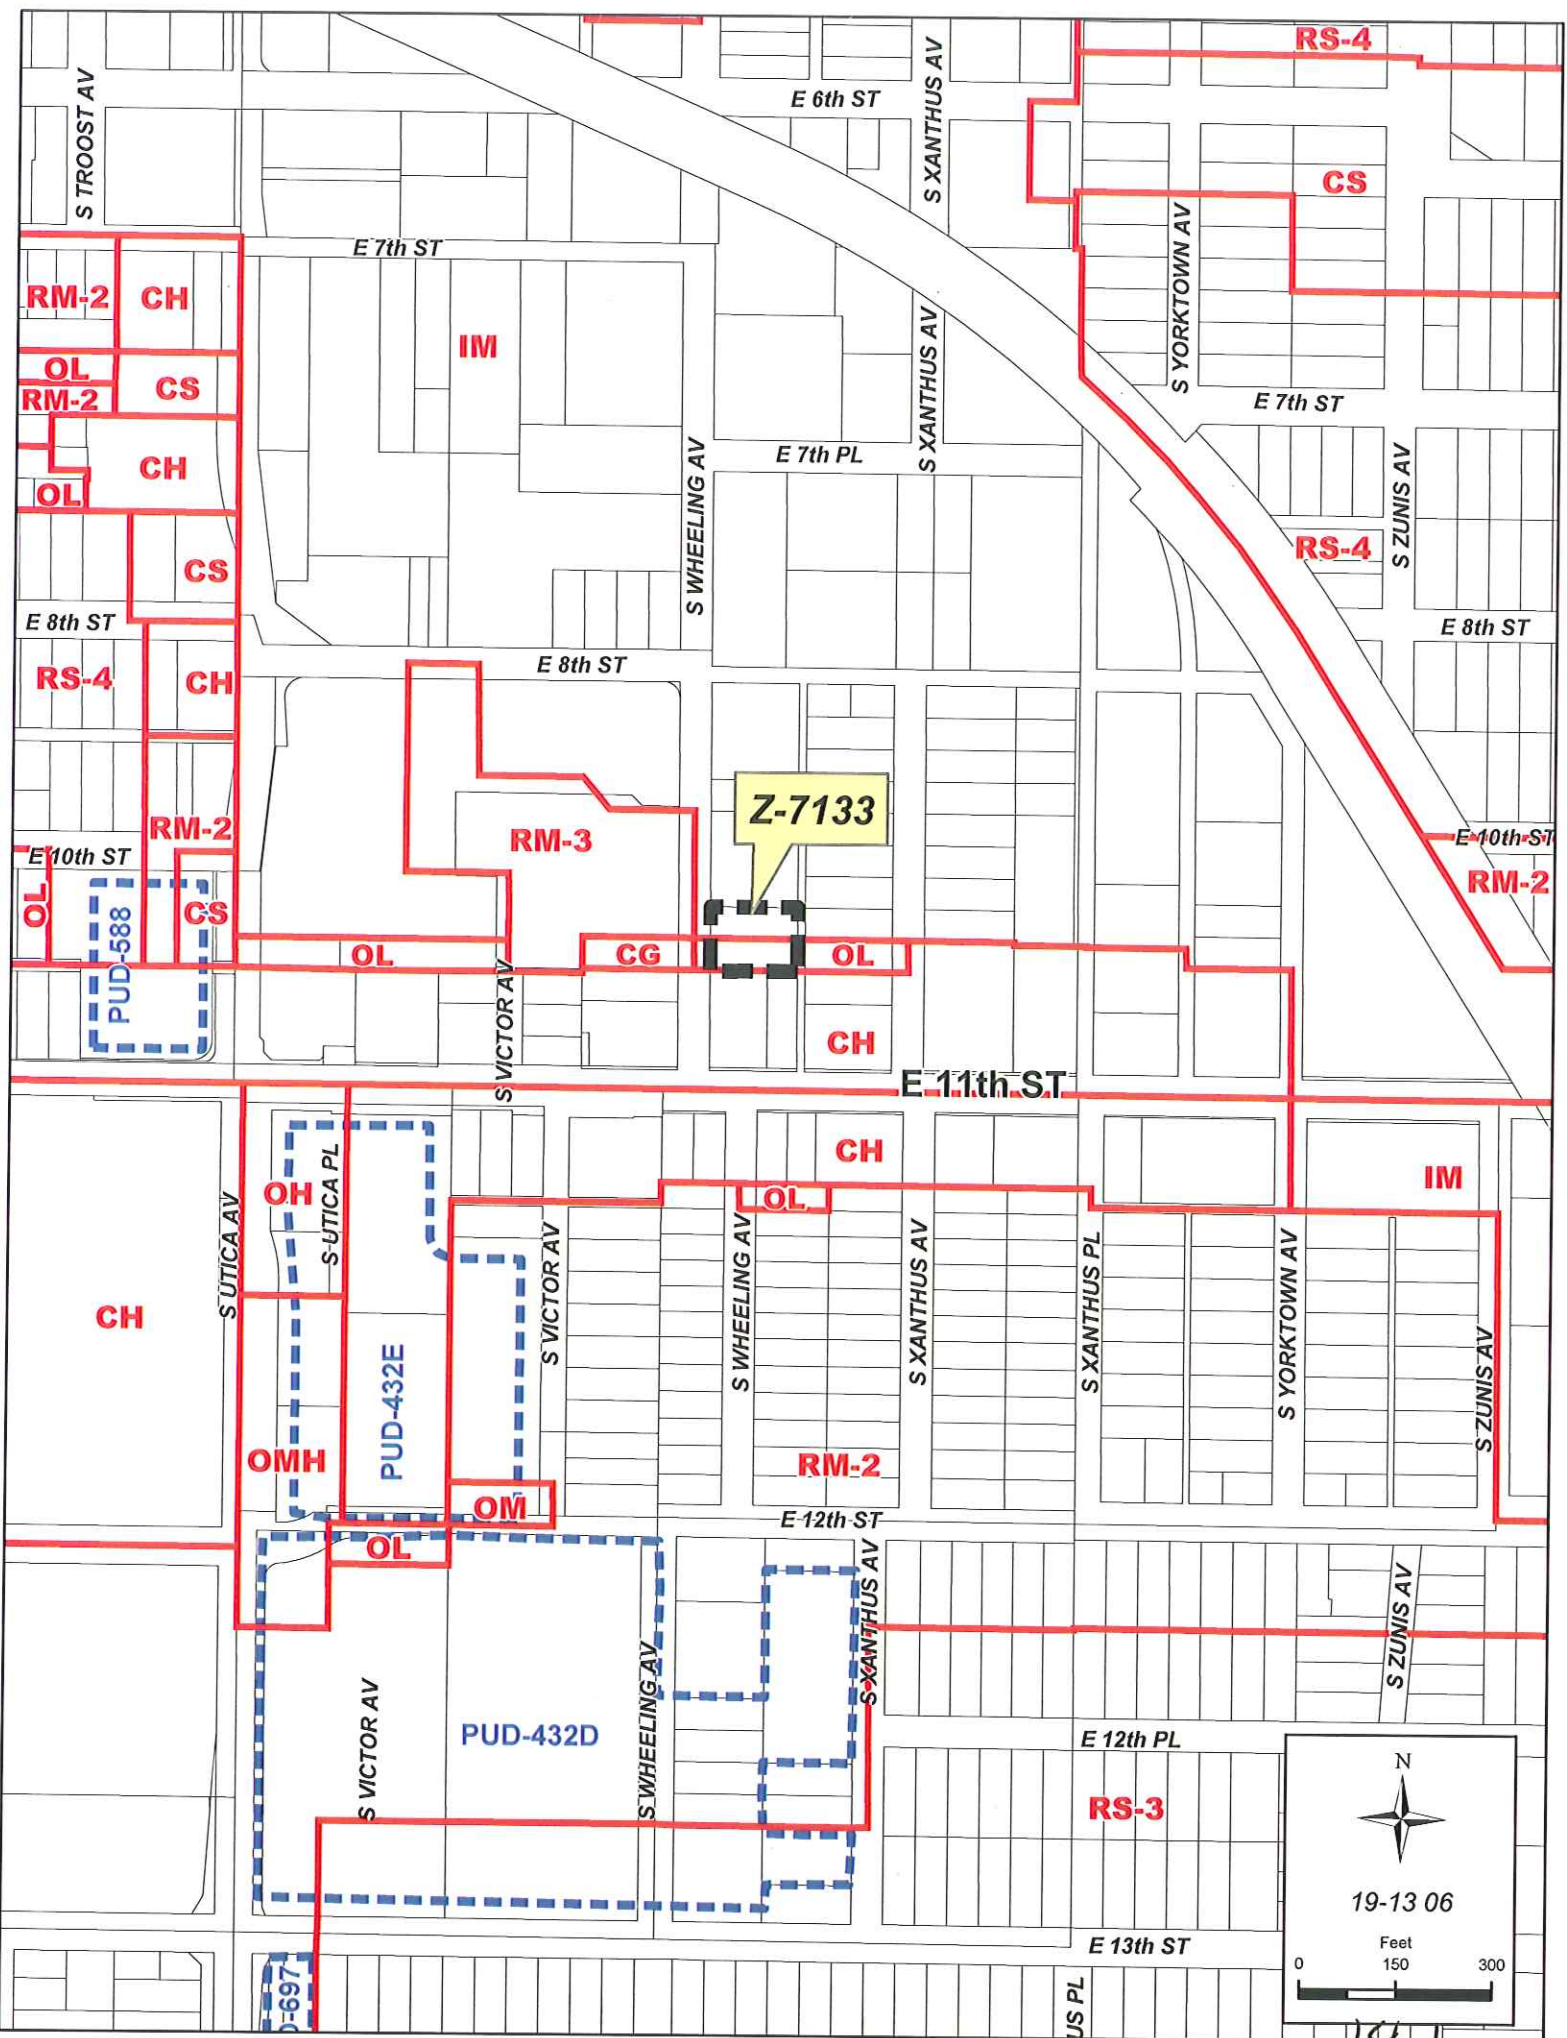 RS-4
S TROOST AV
E 6th ST
S XANTHUS AV
CS
S YORKTOWN AV
E 7th ST
RM-2
CH
IM
S XANTHUS AV
OL
CS
RM-2
E 7th ST
CH
OL
S WHEELING AV
E 7th PL
S ZUNIS AV
RS-4
CS
E 8th ST
E 8th ST
RS-4
CH
E 8th ST
Z-7133
RM-2
RM-3
E 10th ST
E 10th ST
RM-2
OL
PUD-588
CS
OL
CG
OL
S VICTOR AV
CH
E 11th ST
CH
OH
S UTICA PL
S UTICA AV
OL
IM
CH
S VICTOR AV
S WHEELING AV
S XANTHUS AV
S XANTHUS PL
S YORKTOWN AV
S ZUNIS AV
PUD-432E
OMH
RM-2
OM
E 12th ST
OL
S XANTHUS AV
S ZUNIS AV
S VICTOR AV
PUD-432D
S WHEELING AV
E 12th PL
RS-3
N
19-13 06
Feet
0 150 300
E 13th ST
D-697
US PL